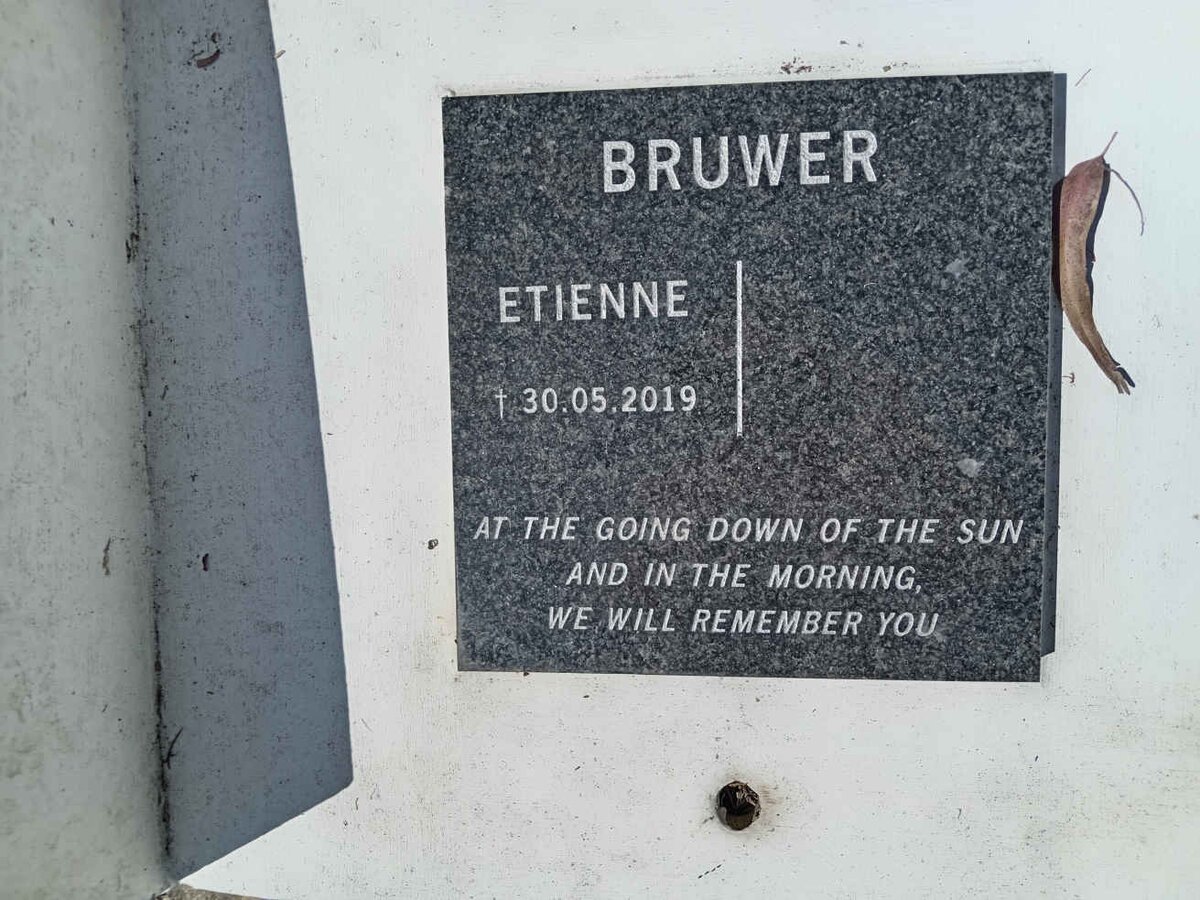 BRUWER
ETIENNE
† 30.05.2019
AT THE GOING DOWN OF THE SUN
AND IN THE MORNING,
WE WILL REMEMBER YOU